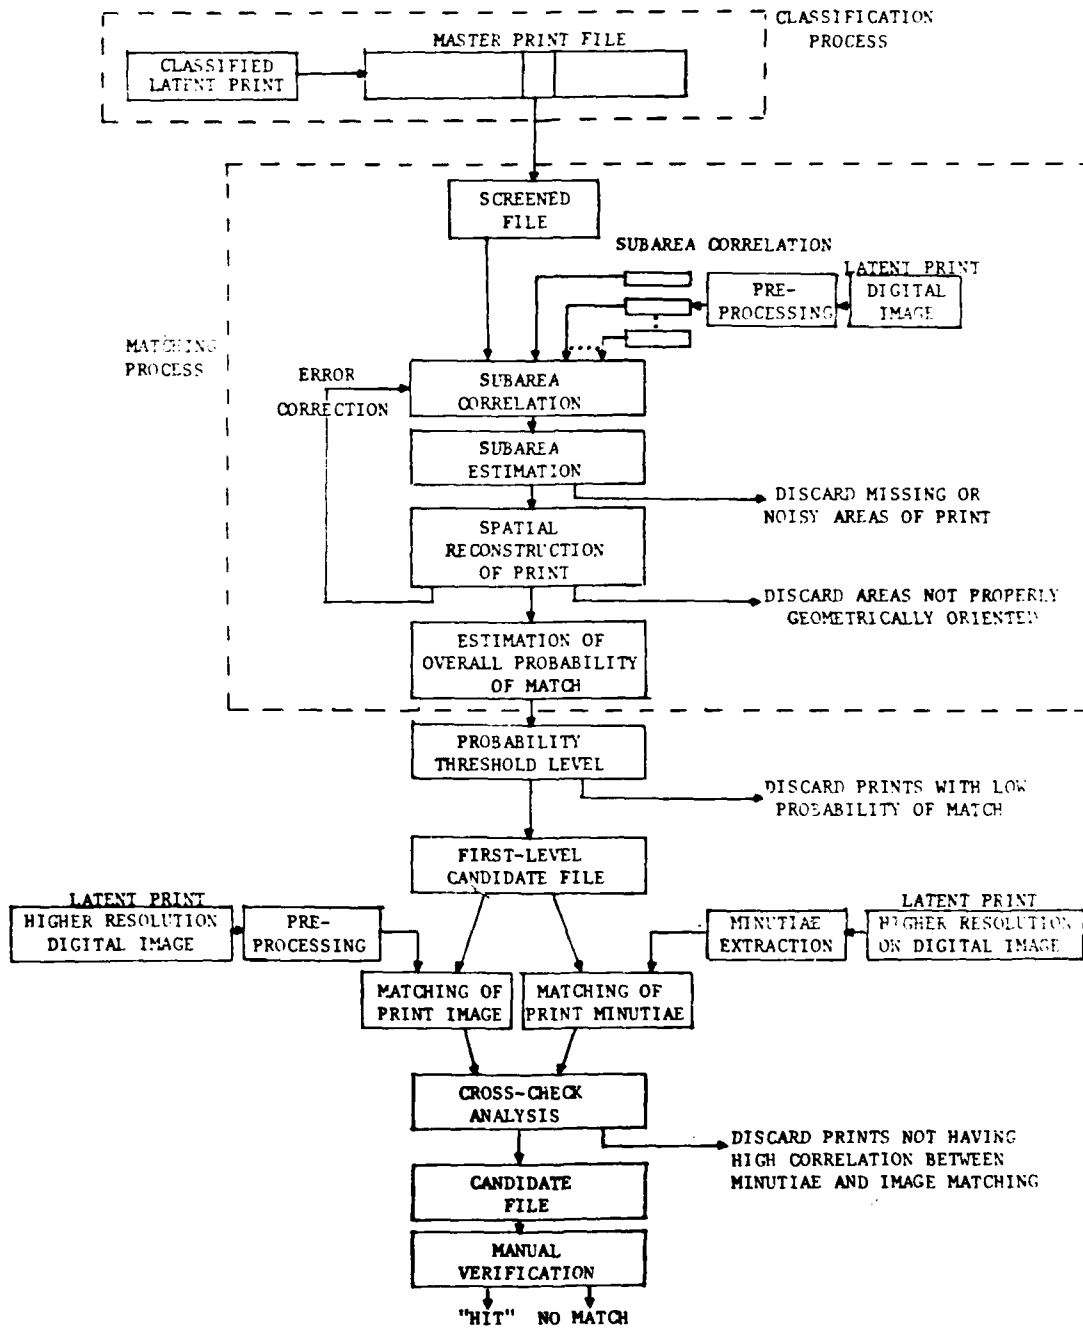 CLASSIFICATION
PROCESS
MASTER PRINT FILE
CLASSIFIED
LATENT PRINT
SCREENED
FILE
SUBAREA CORRELATION
LATENT PRINT
DIGITAL
IMAGE
PRE-
PROCESSING
MATCHING
PROCESS
ERROR
CORRECTION
SUBAREA
CORRELATION
SUBAREA
ESTIMATION
DISCARD MISSING OR
NOISY AREAS OF PRINT
SPATIAL
RECONSTRUCTION
OF PRINT
DISCARD AREAS NOT PROPERLY
GEOMETRICALLY ORIENTED
ESTIMATION OF
OVERALL PROBABILITY
OF MATCH
PROBABILITY
THRESHOLD LEVEL
DISCARD PRINTS WITH LOW
PROBABILITY OF MATCH
FIRST-LEVEL
CANDIDATE FILE
LATENT PRINT
HIGHER RESOLUTION
DIGITAL IMAGE
PRE-
PROCESSING
MINUTIAE
EXTRACTION
LATENT PRINT
HIGHER RESOLUTION
ON DIGITAL IMAGE
MATCHING OF
PRINT IMAGE
MATCHING OF
PRINT MINUTIAE
CROSS-CHECK
ANALYSIS
DISCARD PRINTS NOT HAVING
HIGH CORRELATION BETWEEN
MINUTIAE AND IMAGE MATCHING
CANDIDATE
FILE
MANUAL
VERIFICATION
"HIT" NO MATCH